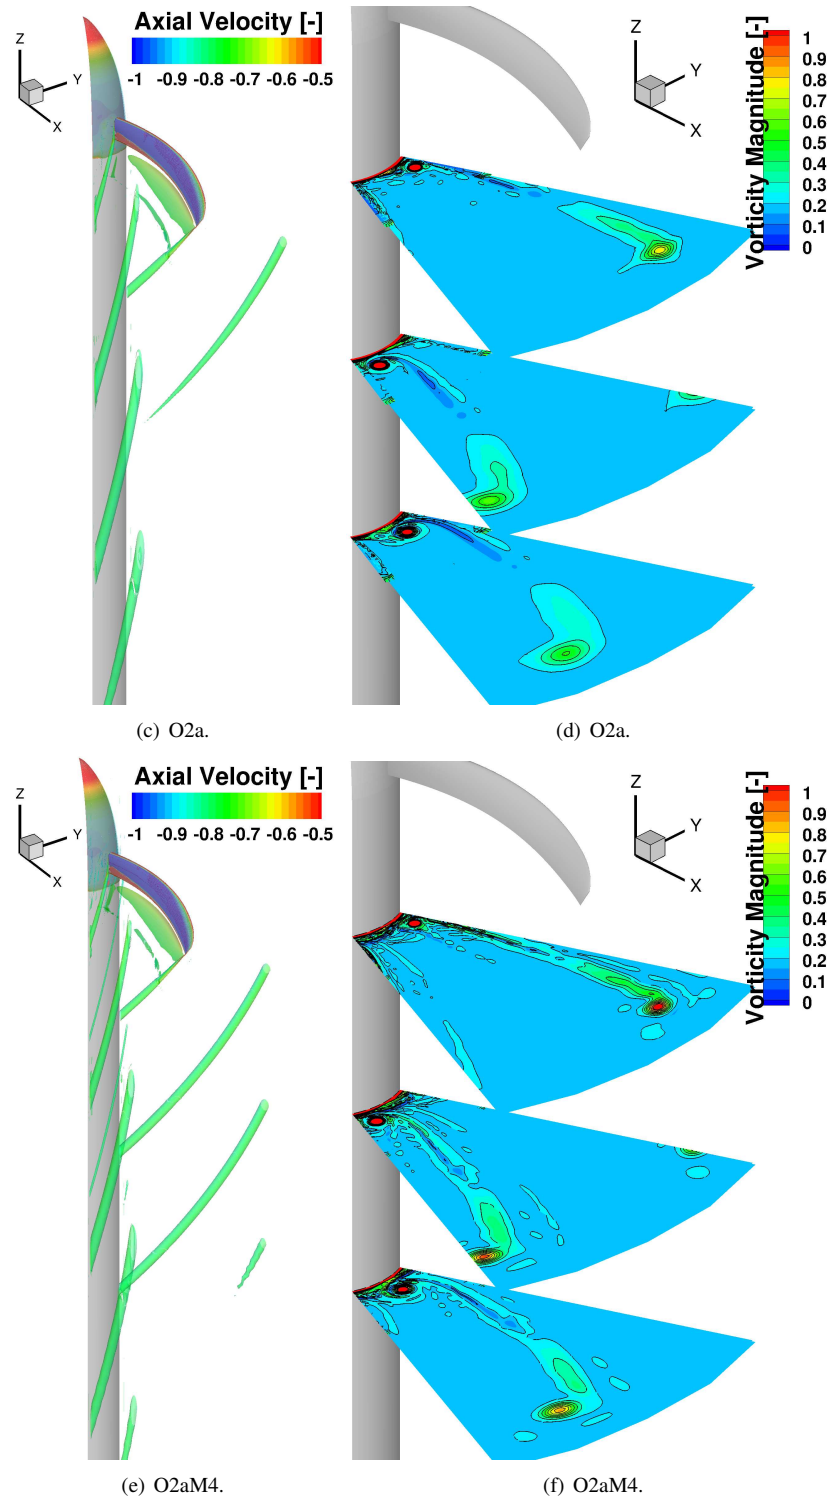 Axial Velocity [-]
-1 -0.9 -0.8 -0.7 -0.6 -0.5
Z
Y
X
Z
Y
X
Vorticity Magnitude [-]
1
0.9
0.8
0.7
0.6
0.5
0.4
0.3
0.2
0.1
0
(c) O2a.
(d) O2a.
Axial Velocity [-]
-1 -0.9 -0.8 -0.7 -0.6 -0.5
Z
Y
X
Z
Y
X
Vorticity Magnitude [-]
1
0.9
0.8
0.7
0.6
0.5
0.4
0.3
0.2
0.1
0
(e) O2aM4.
(f) O2aM4.